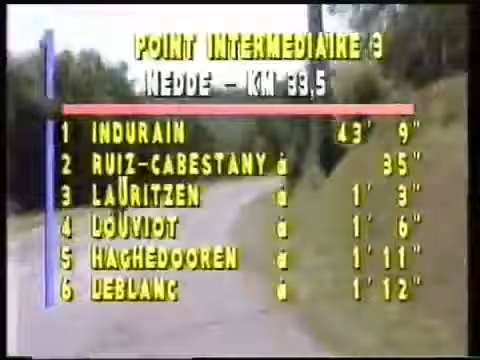 POINT INTERMEDIAIRE 3
NEDDE - KM 33,5
1 INDURAIN 43' 9"
2 RUIZ-CABESTANY à 35"
3 LAURITZEN à 1' 3"
4 LOUVIOT à 1' 6"
5 HAGHEDOOREN à 1' 11"
6 LEBLANC à 1' 12"